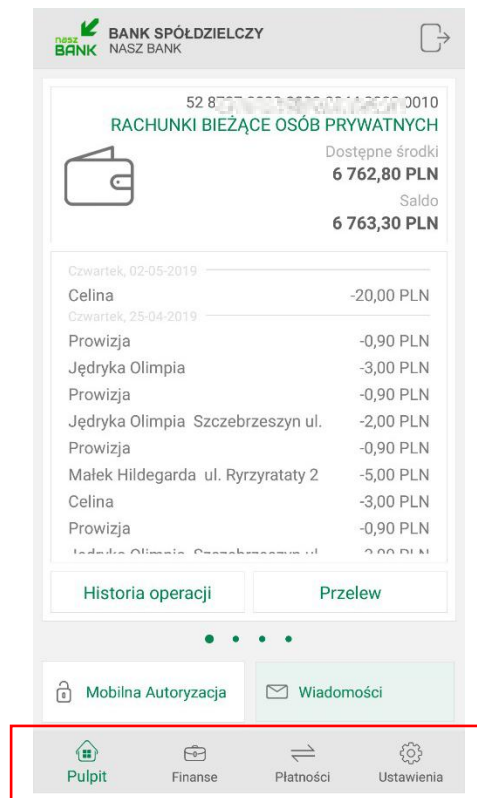 nasz BANK
BANK SPÓŁDZIELCZY
NASZ BANK
52 8 0010
RACHUNKI BIEŻĄCE OSÓB PRYWATNYCH
Dostępne środki
6 762,80 PLN
Saldo
6 763,30 PLN
Czwartek, 02-05-2019
Celina -20,00 PLN
Czwartek, 25-04-2019
Prowizja -0,90 PLN
Jędryka Olimpia -3,00 PLN
Prowizja -0,90 PLN
Jędryka Olimpia Szczebrzeszyn ul. -2,00 PLN
Prowizja -0,90 PLN
Małek Hildegarda ul. Ryrzyrataty 2 -5,00 PLN
Celina -3,00 PLN
Prowizja -0,90 PLN
Historia operacji Przelew
Mobilna Autoryzacja Wiadomości
Pulpit Finanse Płatności Ustawienia